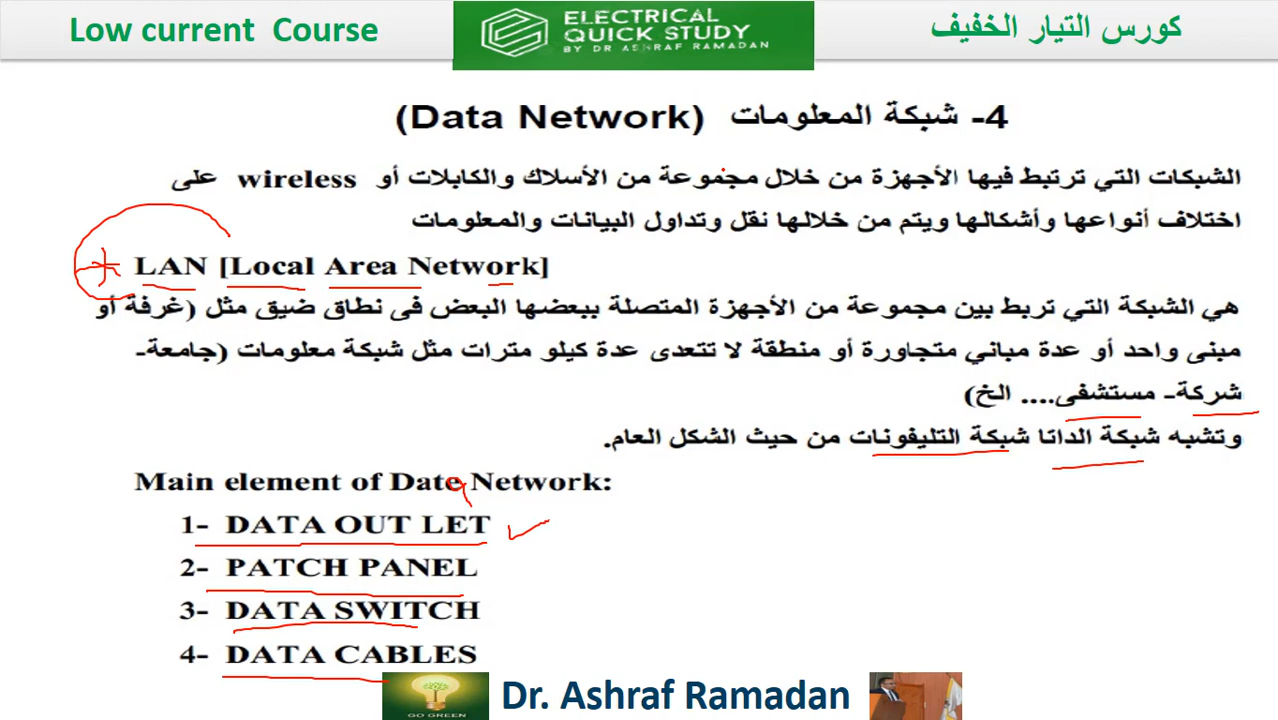 Low current Course
ELECTRICAL
QUICK STUDY
BY DR ASHRAF RAMADAN
كورس التيار الخفيف
4- شبكة المعلومات (Data Network)
الشبكات التي ترتبط فيها الأجهزة من خلال مجموعة من الأسلاك والكابلات أو wireless على
اختلاف أنواعها وأشكالها ويتم من خلالها نقل وتداول البيانات والمعلومات
LAN [Local Area Network]
هي الشبكة التي تربط بين مجموعة من الأجهزة المتصلة ببعضها البعض فى نطاق ضيق مثل (غرفة أو
مبنى واحد أو عدة مباني متجاورة أو منطقة لا تتعدى عدة كيلو مترات مثل شبكة معلومات (جامعة-
شركة- مستشفى.... الخ)
وتشبه شبكة الداتا شبكة التليفونات من حيث الشكل العام.
Main element of Date Network:
1- DATA OUT LET
2- PATCH PANEL
3- DATA SWITCH
4- DATA CABLES
GO GREEN
Dr. Ashraf Ramadan